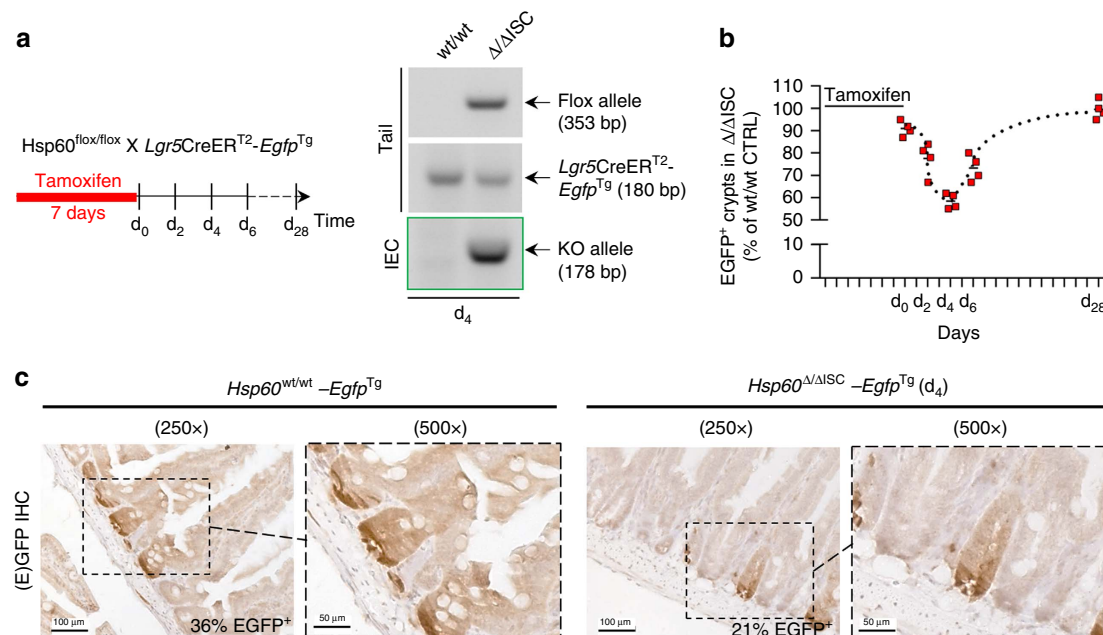 a
Hsp60flox/flox X Lgr5CreERT2-EgfpTg
Tamoxifen
7 days
d0 d2 d4 d6 d28
Time
wt/wt Δ/ΔISC
Tail
Flox allele
(353 bp)
Lgr5CreERT2-
EgfpTg (180 bp)
IEC
KO allele
(178 bp)
d4
b
EGFP+ crypts in Δ/ΔISC
(% of wt/wt CTRL)
110
100
90
80
70
60
50
10
0
Tamoxifen
d0 d2 d4 d6 d28
Days
c
Hsp60wt/wt –EgfpTg
Hsp60Δ/ΔISC –EgfpTg (d4)
(250×) (500×) (250×) (500×)
(E)GFP IHC
100 µm
36% EGFP+
50 µm
100 µm
21% EGFP+
50 µm